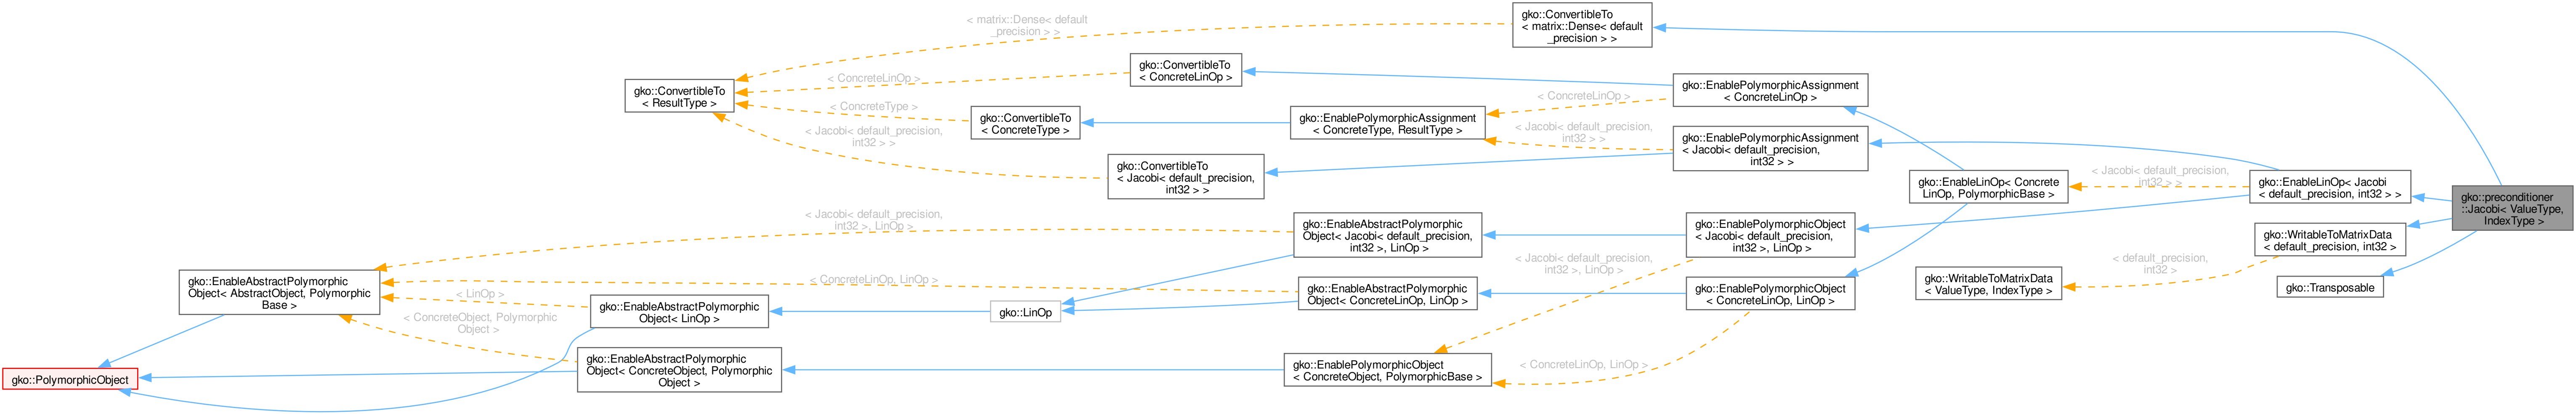 gko::ConvertibleTo
< matrix::Dense< default
_precision > >
< matrix::Dense< default
_precision > >
gko::ConvertibleTo
< ConcreteLinOp >
< ConcreteLinOp >
gko::ConvertibleTo
< ResultType >
gko::EnablePolymorphicAssignment
< ConcreteLinOp >
< ConcreteLinOp >
< ConcreteType >
gko::ConvertibleTo
< ConcreteType >
gko::EnablePolymorphicAssignment
< ConcreteType, ResultType >
< Jacobi< default_precision,
int32 > >
< Jacobi< default_precision,
int32 > >
gko::EnablePolymorphicAssignment
< Jacobi< default_precision,
int32 > >
gko::ConvertibleTo
< Jacobi< default_precision,
int32 > >
gko::EnableLinOp< Concrete
LinOp, PolymorphicBase >
< Jacobi< default_precision,
int32 > >
gko::EnableLinOp< Jacobi
< default_precision, int32 > >
gko::preconditioner
::Jacobi< ValueType,
IndexType >
< Jacobi< default_precision,
int32 >, LinOp >
gko::EnableAbstractPolymorphic
Object< Jacobi< default_precision,
int32 >, LinOp >
gko::EnablePolymorphicObject
< Jacobi< default_precision,
int32 >, LinOp >
gko::WritableToMatrixData
< default_precision, int32 >
< Jacobi< default_precision,
int32 >, LinOp >
< default_precision,
int32 >
gko::EnableAbstractPolymorphic
Object< AbstractObject, Polymorphic
Base >
< ConcreteLinOp, LinOp >
gko::EnableAbstractPolymorphic
Object< ConcreteLinOp, LinOp >
gko::EnablePolymorphicObject
< ConcreteLinOp, LinOp >
gko::WritableToMatrixData
< ValueType, IndexType >
gko::Transposable
< LinOp >
gko::EnableAbstractPolymorphic
Object< LinOp >
gko::LinOp
< ConcreteObject, Polymorphic
Object >
gko::EnableAbstractPolymorphic
Object< ConcreteObject, Polymorphic
Object >
gko::EnablePolymorphicObject
< ConcreteObject, PolymorphicBase >
< ConcreteLinOp, LinOp >
gko::PolymorphicObject